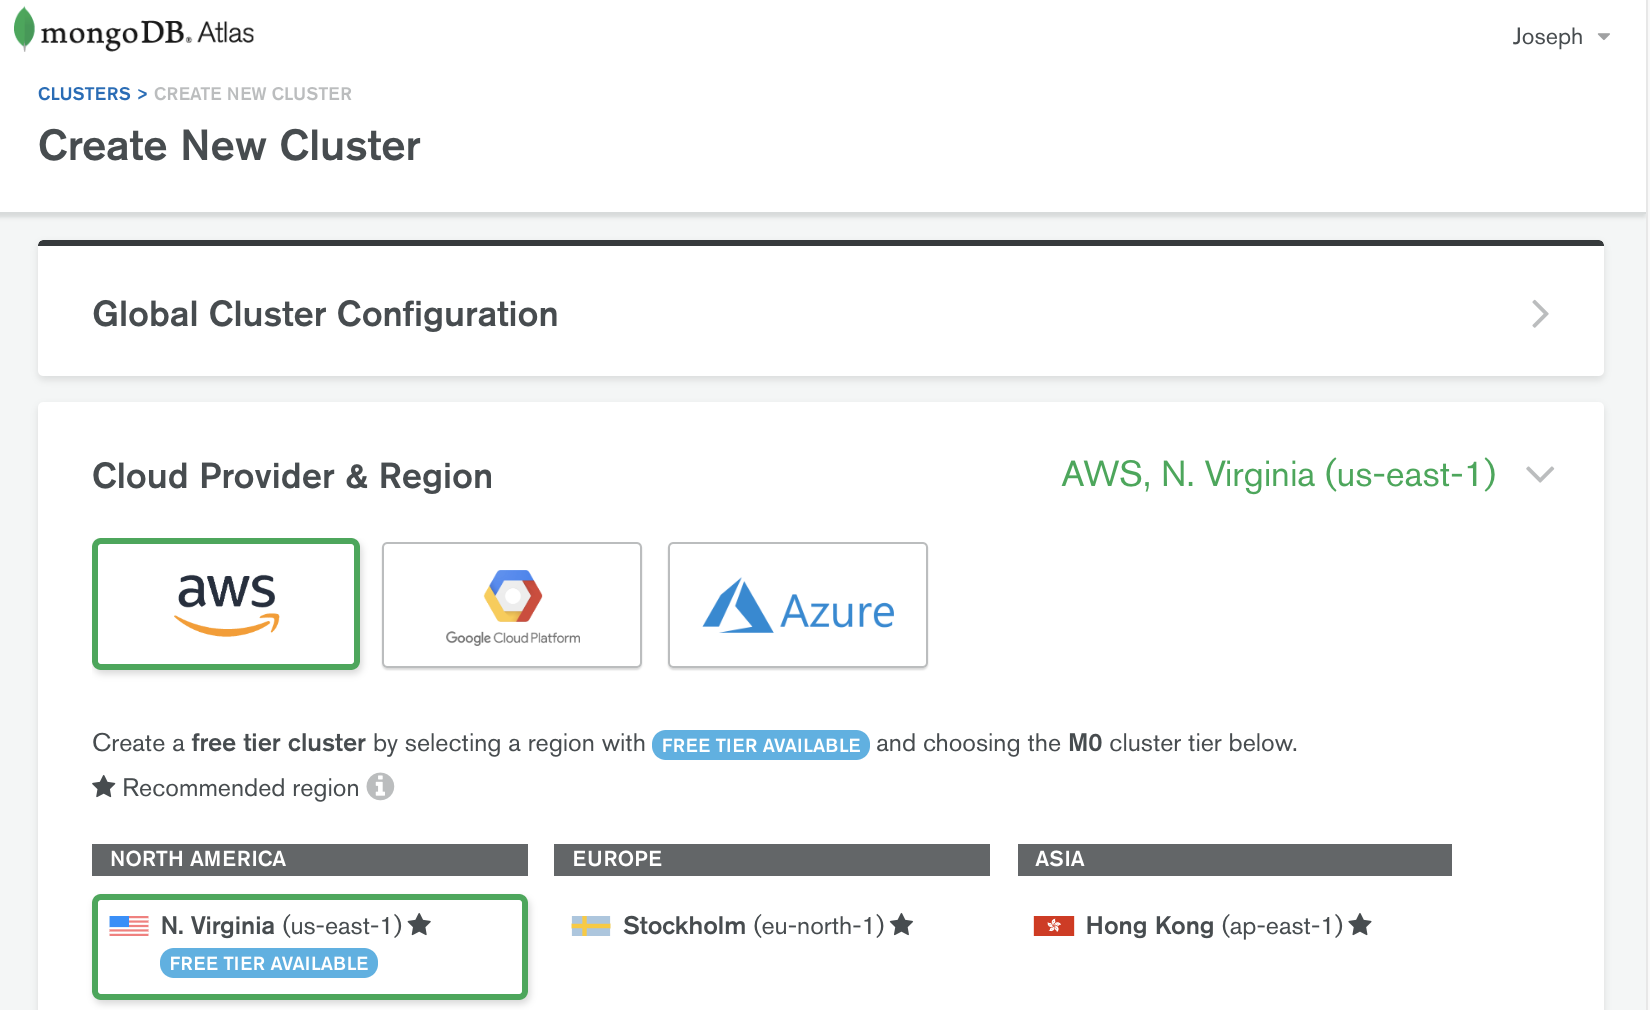 mongoDB. Atlas
Joseph
CLUSTERS > CREATE NEW CLUSTER
Create New Cluster
Global Cluster Configuration
Cloud Provider & Region
AWS, N. Virginia (us-east-1)
aws
Google Cloud Platform
Azure
Create a free tier cluster by selecting a region with FREE TIER AVAILABLE and choosing the M0 cluster tier below.
★ Recommended region i
NORTH AMERICA
EUROPE
ASIA
N. Virginia (us-east-1) ★
FREE TIER AVAILABLE
Stockholm (eu-north-1) ★
Hong Kong (ap-east-1) ★